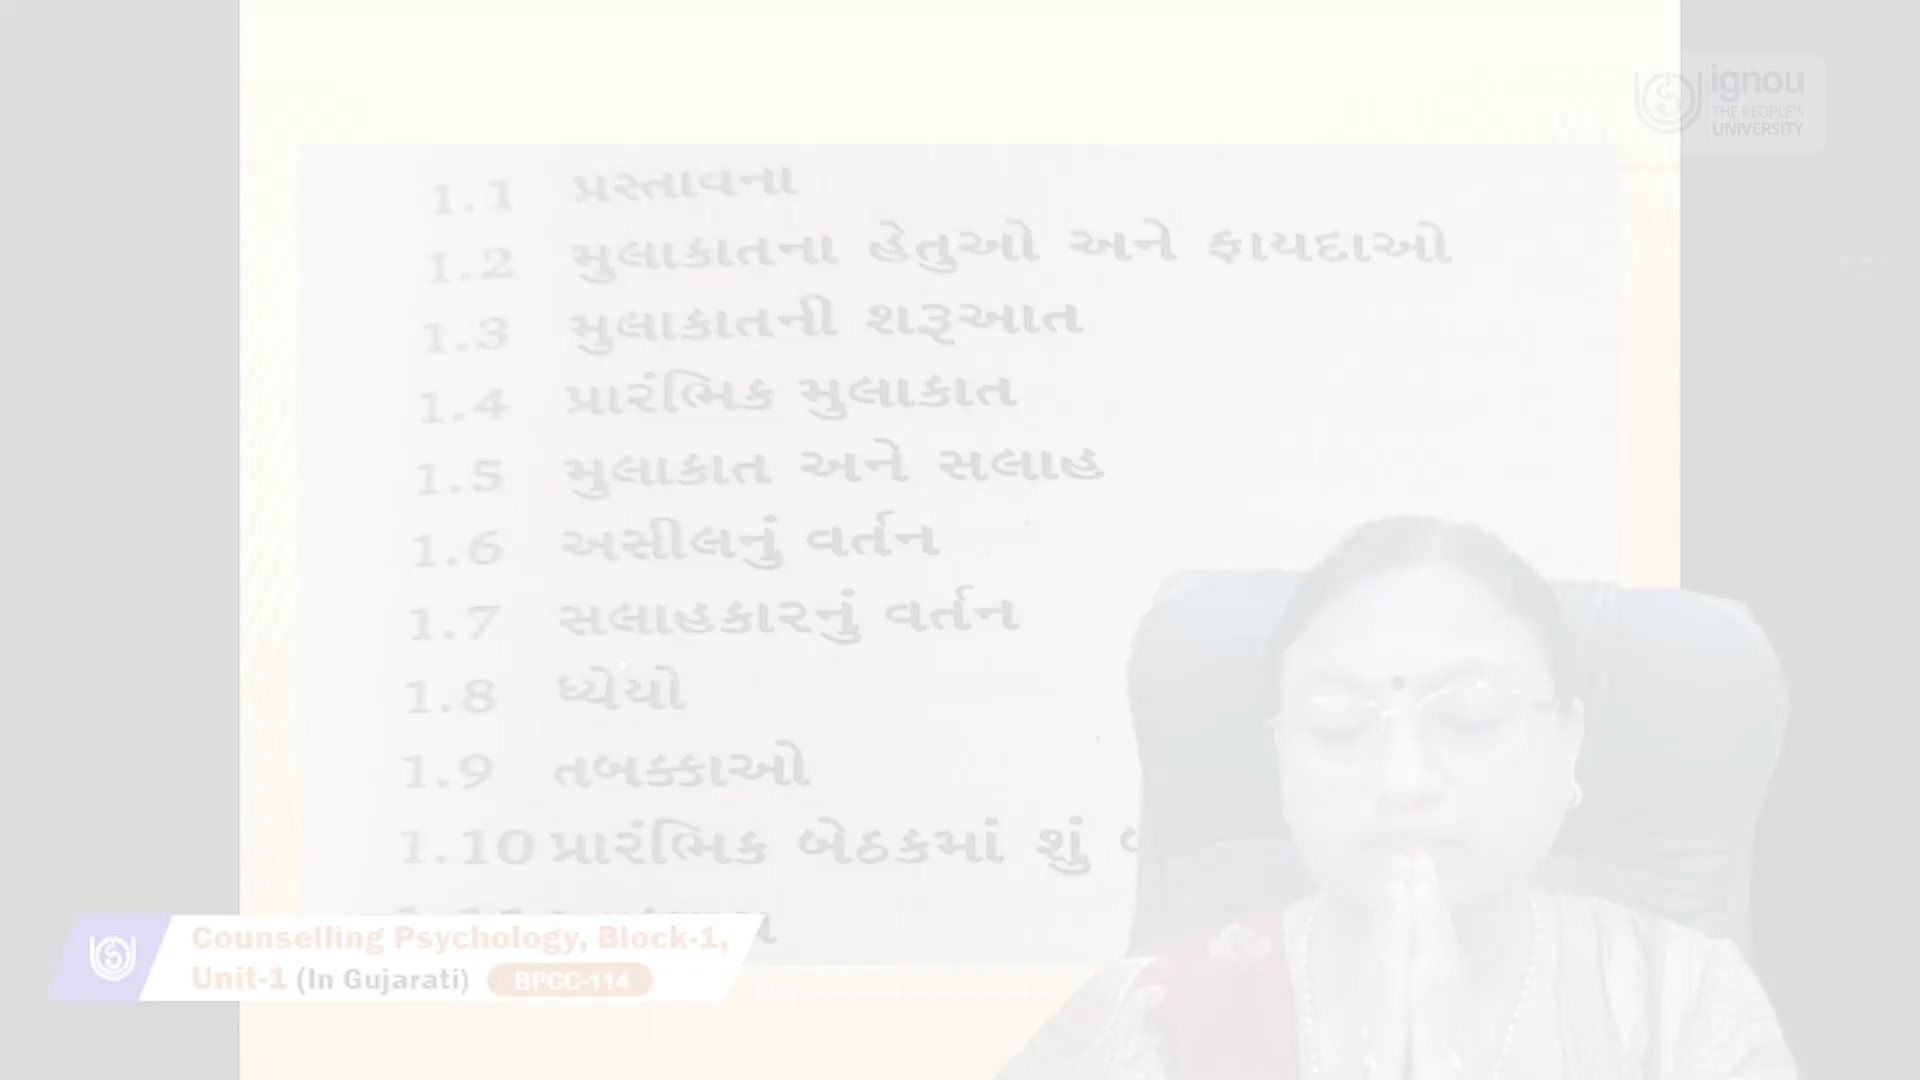 ignou
THE PEOPLE'S
UNIVERSITY
1.1 પ્રસ્તાવના
1.2 મુલાકાતના હેતુઓ અને ફાયદાઓ
1.3 મુલાકાતની શરૂઆત
1.4 પ્રારંભિક મુલાકાત
1.5 મુલાકાત અને સલાહ
1.6 અસીલનું વર્તન
1.7 સલાહકારનું વર્તન
1.8 ધ્યેયો
1.9 તબક્કાઓ
1.10 પ્રારંભિક બેઠકમાં શું
Counselling Psychology, Block-1,
Unit-1 (In Gujarati) BPCC-114